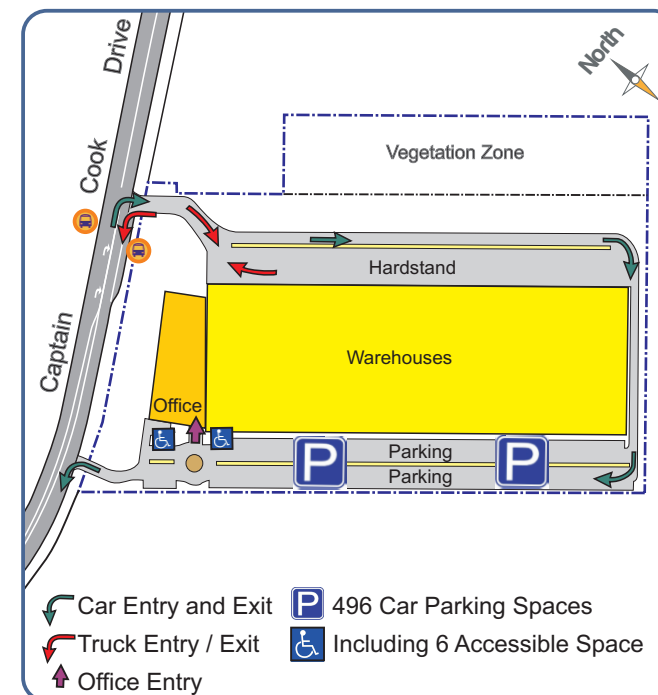 Drive
Cook
Captain
North
Vegetation Zone
Hardstand
Warehouses
Office
P
P
Parking
Parking
Car Entry and Exit
P 496 Car Parking Spaces
Truck Entry / Exit
Including 6 Accessible Space
Office Entry